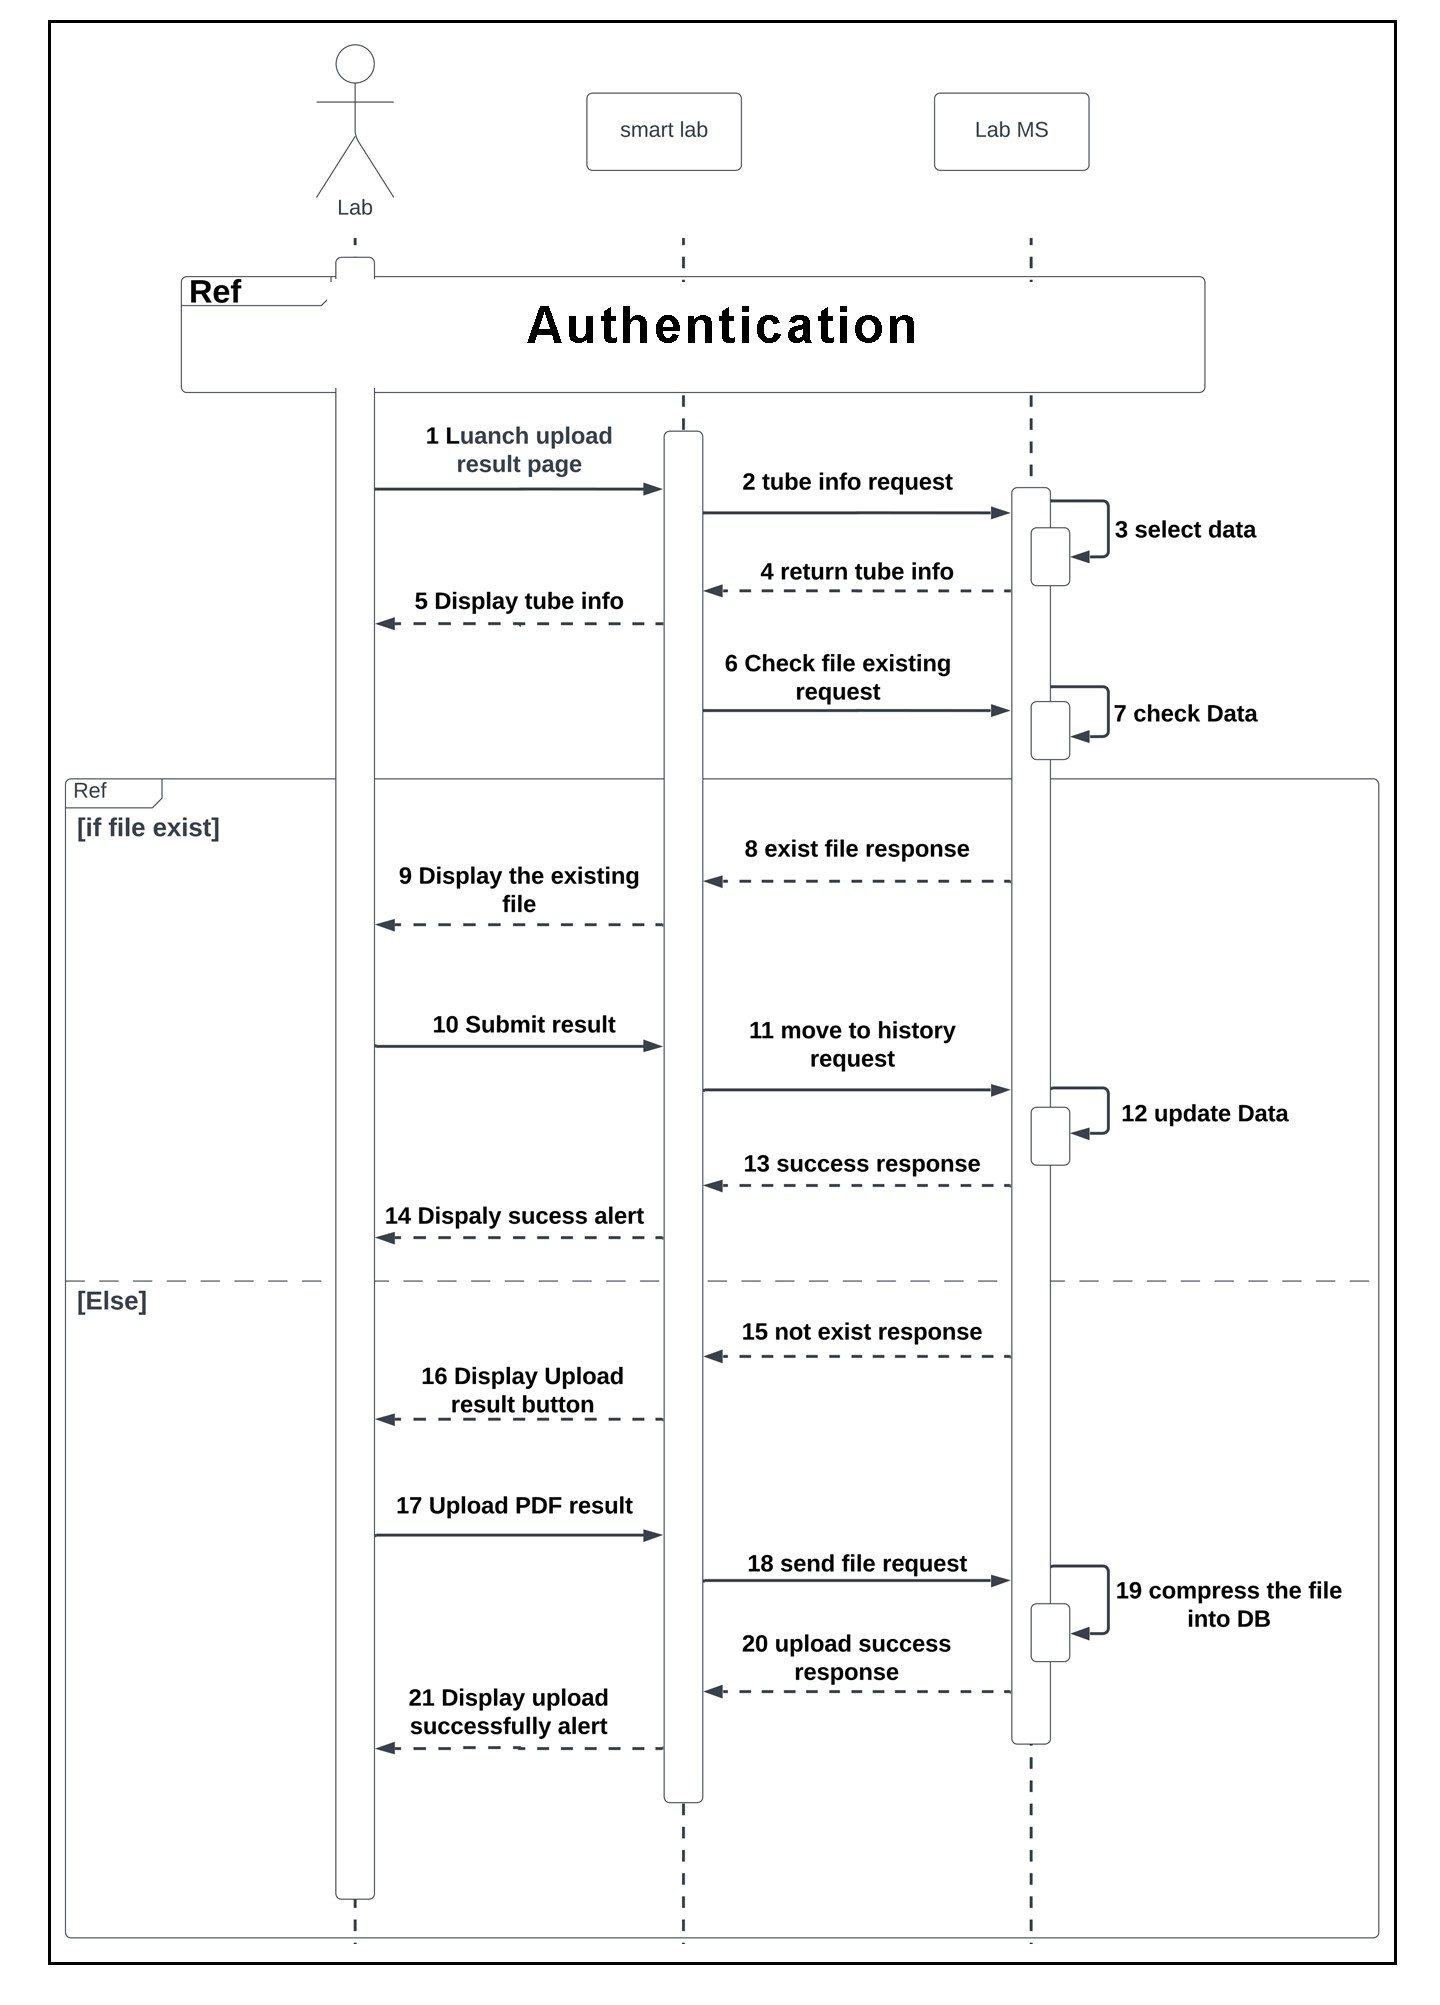 Lab
smart lab
Lab MS
Ref
Authentication
1 Luanch upload
result page
2 tube info request
3 select data
4 return tube info
5 Display tube info
6 Check file existing
request
7 check Data
Ref
[if file exist]
8 exist file response
9 Display the existing
file
10 Submit result
11 move to history
request
12 update Data
13 success response
14 Dispaly sucess alert
[Else]
15 not exist response
16 Display Upload
result button
17 Upload PDF result
18 send file request
19 compress the file
into DB
20 upload success
response
21 Display upload
successfully alert